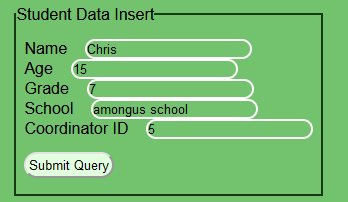 Student Data Insert
Name Chris
Age 15
Grade 7
School amongus school
Coordinator ID 5
Submit Query